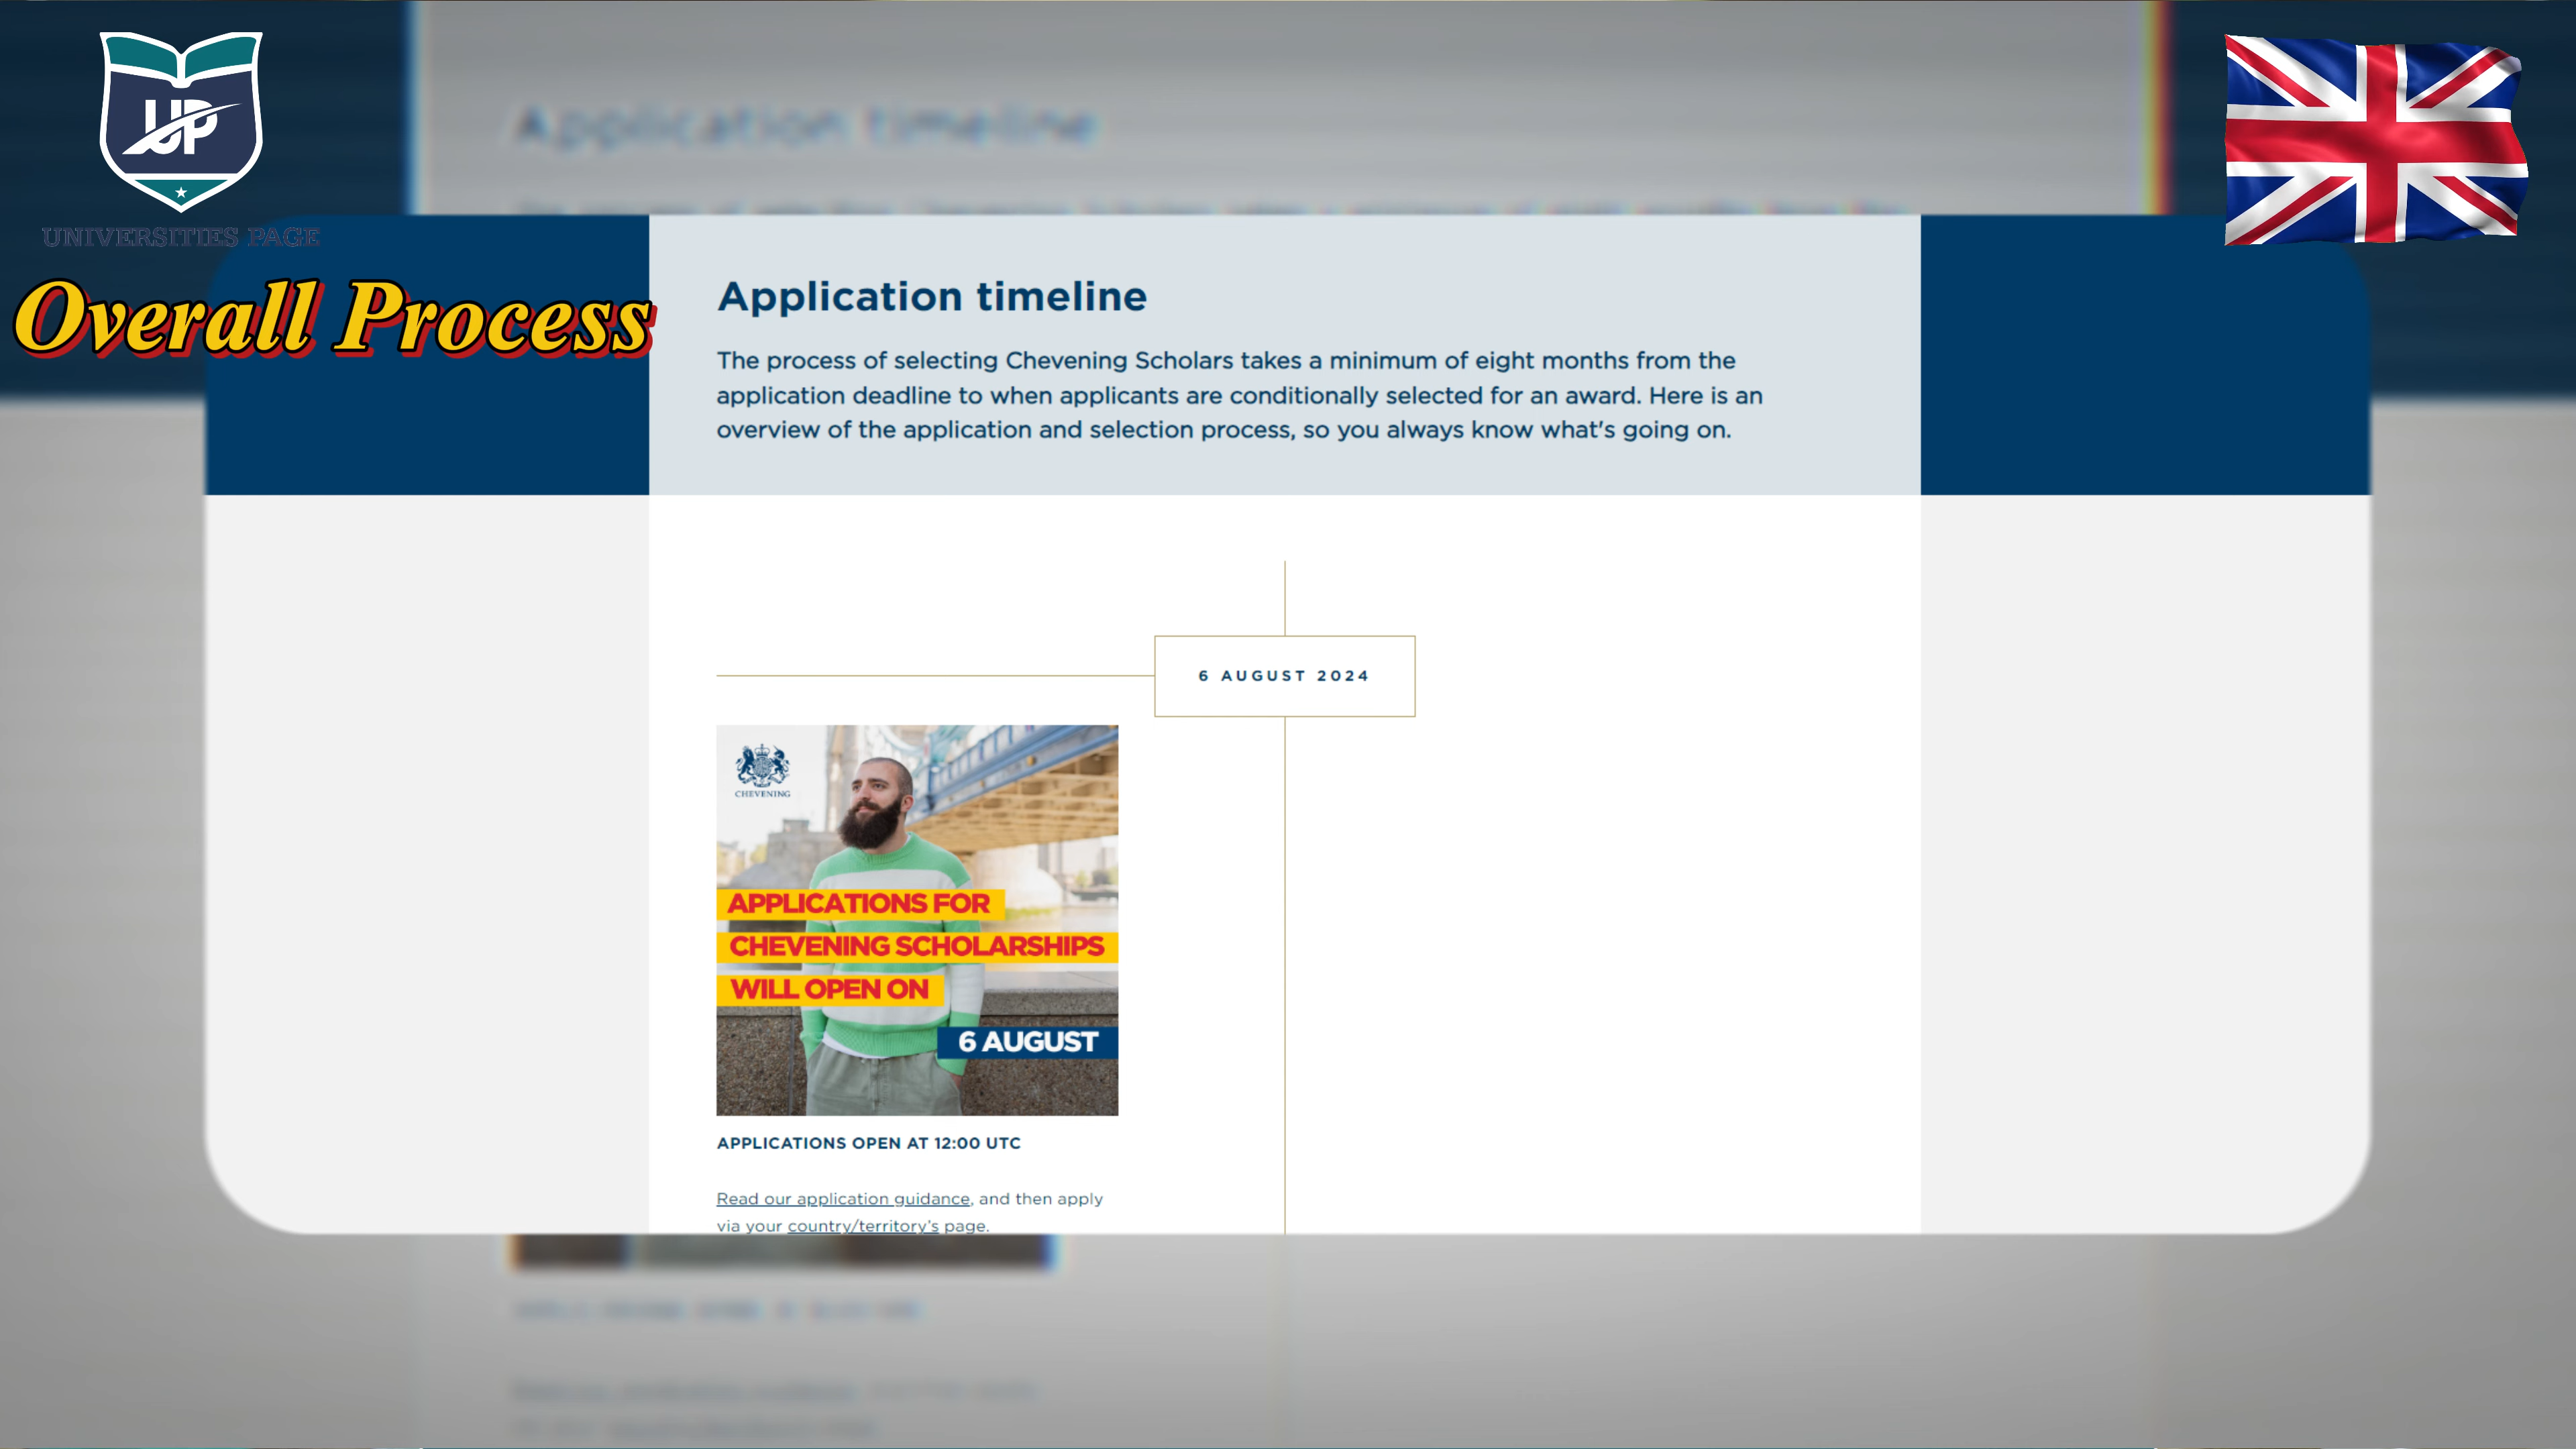 UP
UNIVERSITIES PAGE
Overall Process
Application timeline
Application timeline
The process of selecting Chevening Scholars takes a minimum of eight months from the
application deadline to when applicants are conditionally selected for an award. Here is an
overview of the application and selection process, so you always know what's going on.
6 AUGUST 2024
CHEVENING
APPLICATIONS FOR
CHEVENING SCHOLARSHIPS
WILL OPEN ON
6 AUGUST
APPLICATIONS OPEN AT 12:00 UTC
Read our application guidance, and then apply
via your country/territory's page.